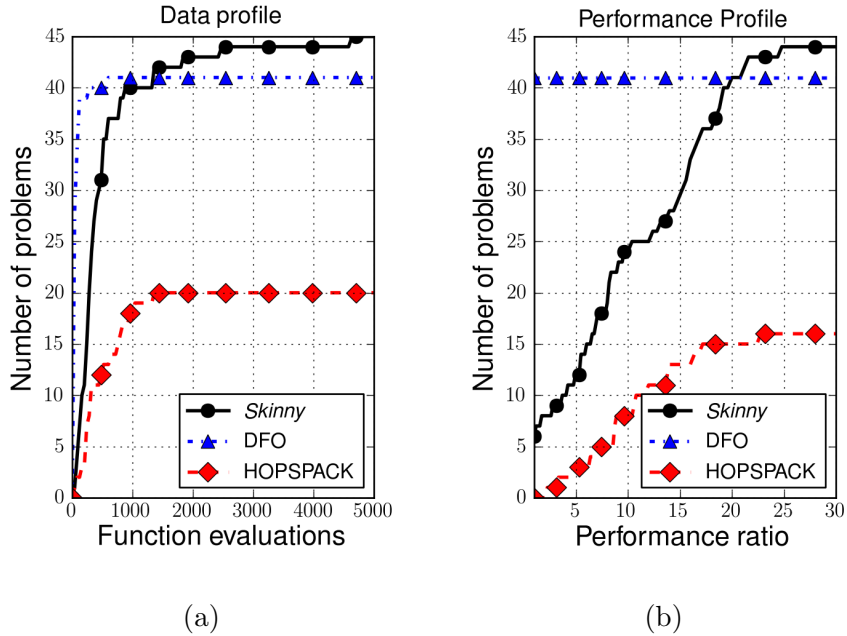 Data profile
45
40
35
30
25
20
15
10
5
0
Number of problems
Skinny
DFO
HOPSPACK
0 1000 2000 3000 4000 5000
Function evaluations
(a)
Performance Profile
45
40
35
30
25
20
15
10
5
0
Number of problems
Skinny
DFO
HOPSPACK
5 10 15 20 25 30
Performance ratio
(b)